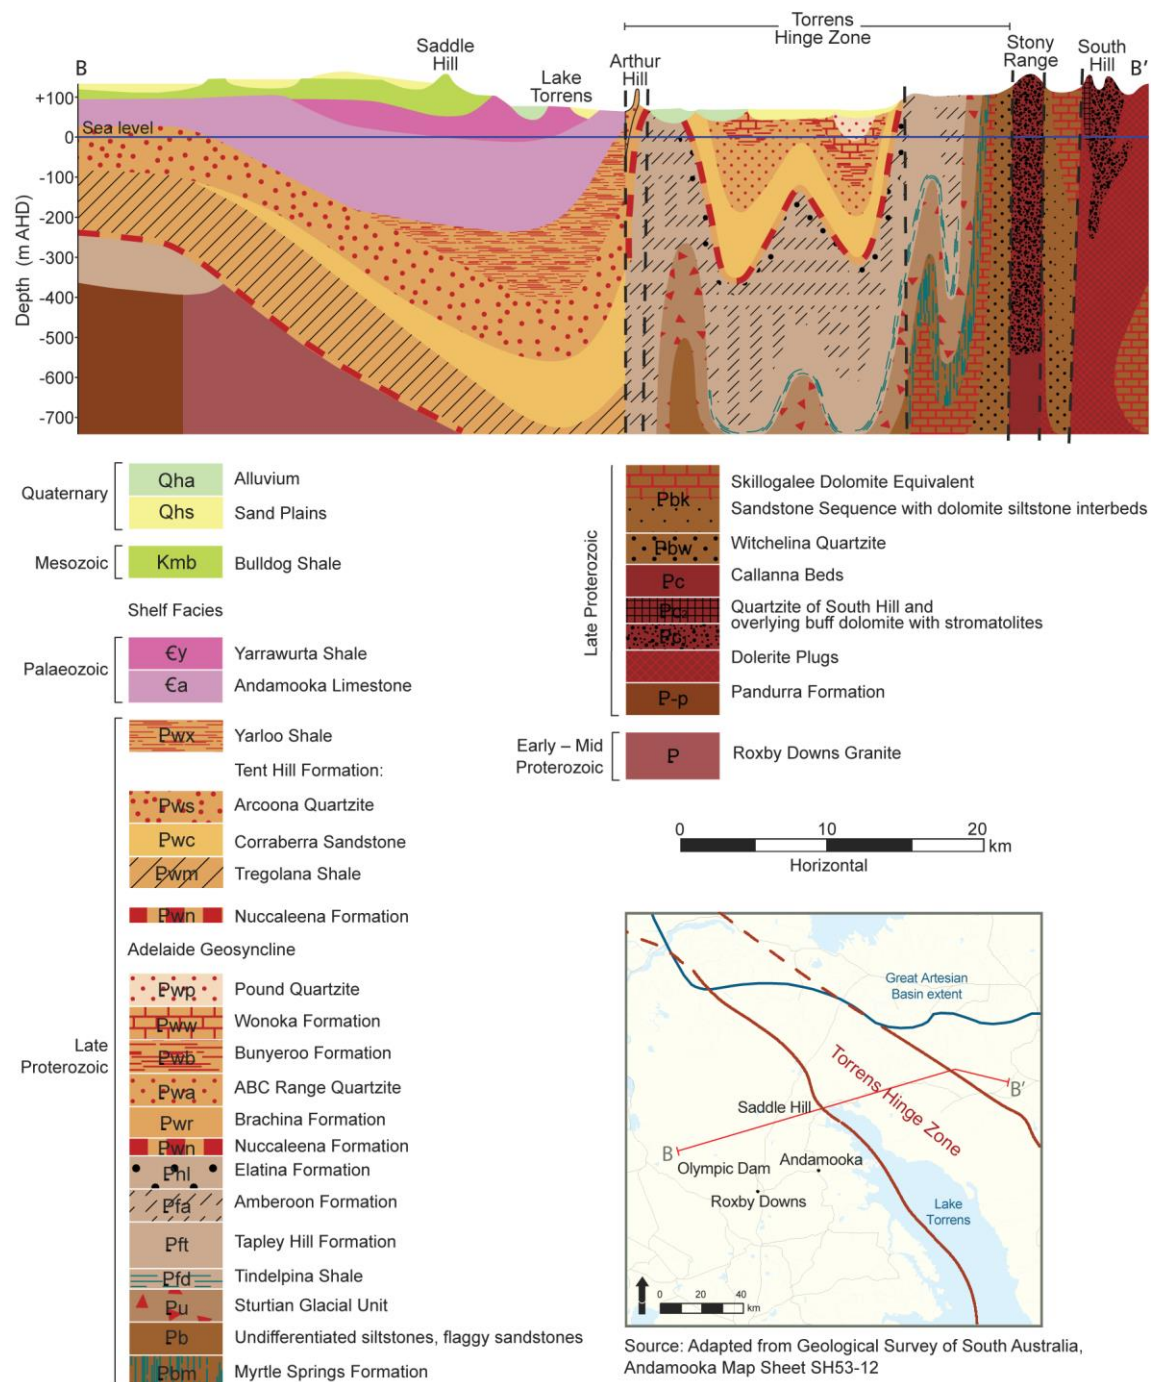 Torrens
Hinge Zone
B
Saddle
Hill
Lake
Torrens
Arthur
Hill
Stony
Range
South
Hill
B’
+100
Sea level
0
-100
-200
-300
-400
-500
-600
-700
Depth (m AHD)
Quaternary
Qha
Alluvium
Qhs
Sand Plains
Mesozoic
Kmb
Bulldog Shale
Shelf Facies
Palaeozoic
Єy
Yarrawurta Shale
Єa
Andamooka Limestone
Late
Proterozoic
Pwx
Yarloo Shale
Tent Hill Formation:
Pws
Arcoona Quartzite
Pwc
Corraberra Sandstone
Pwm
Tregolana Shale
Pwn
Nuccaleena Formation
Adelaide Geosyncline
Pwp
Pound Quartzite
Pww
Wonoka Formation
Pwb
Bunyeroo Formation
Pwa
ABC Range Quartzite
Pwr
Brachina Formation
Pwn
Nuccaleena Formation
Phl
Elatina Formation
Pfa
Amberoon Formation
Pft
Tapley Hill Formation
Pfd
Tindelpina Shale
Pu
Sturtian Glacial Unit
Pb
Undifferentiated siltstones, flaggy sandstones
Pbm
Myrtle Springs Formation
Late Proterozoic
Pbk
Skillogalee Dolomite Equivalent
Sandstone Sequence with dolomite siltstone interbeds
Pbw
Witchelina Quartzite
Pc
Callanna Beds
Quartzite of South Hill and
overlying buff dolomite with stromatolites
Dolerite Plugs
P-p
Pandurra Formation
Early – Mid
Proterozoic
P
Roxby Downs Granite
0 10 20
km
Horizontal
Great Artesian
Basin extent
Torrens Hinge Zone
B’
Saddle Hill
B
Olympic Dam
Andamooka
Roxby Downs
Lake
Torrens
0 20 40
km
Source: Adapted from Geological Survey of South Australia,
Andamooka Map Sheet SH53-12